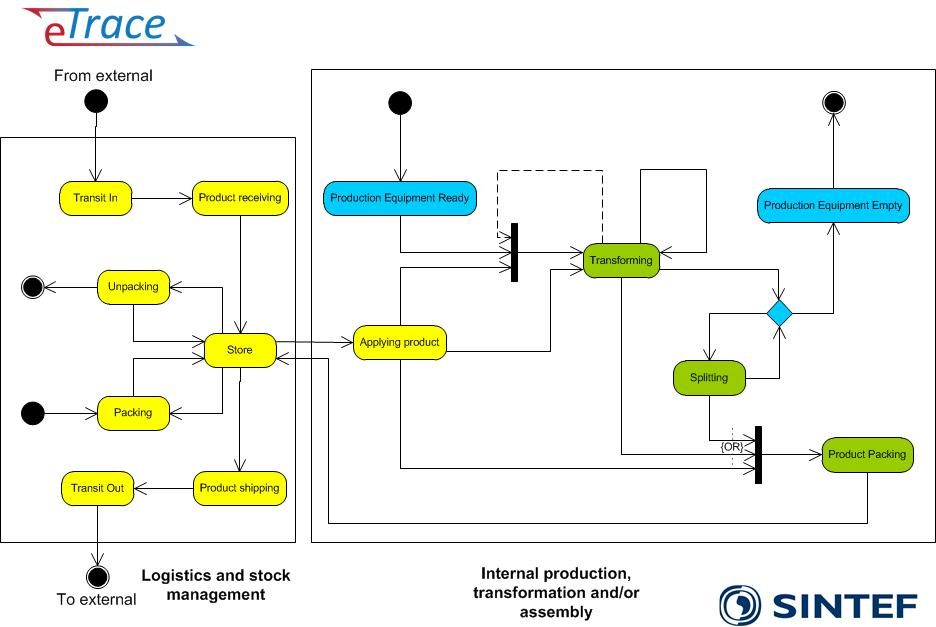 eTrace
From external
Transit In
Product receiving
Production Equipment Ready
Production Equipment Empty
Transforming
Unpacking
Store
Applying product
Splitting
Packing
{OR}
Product Packing
Transit Out
Product shipping
To external
Logistics and stock
management
Internal production,
transformation and/or
assembly
SINTEF